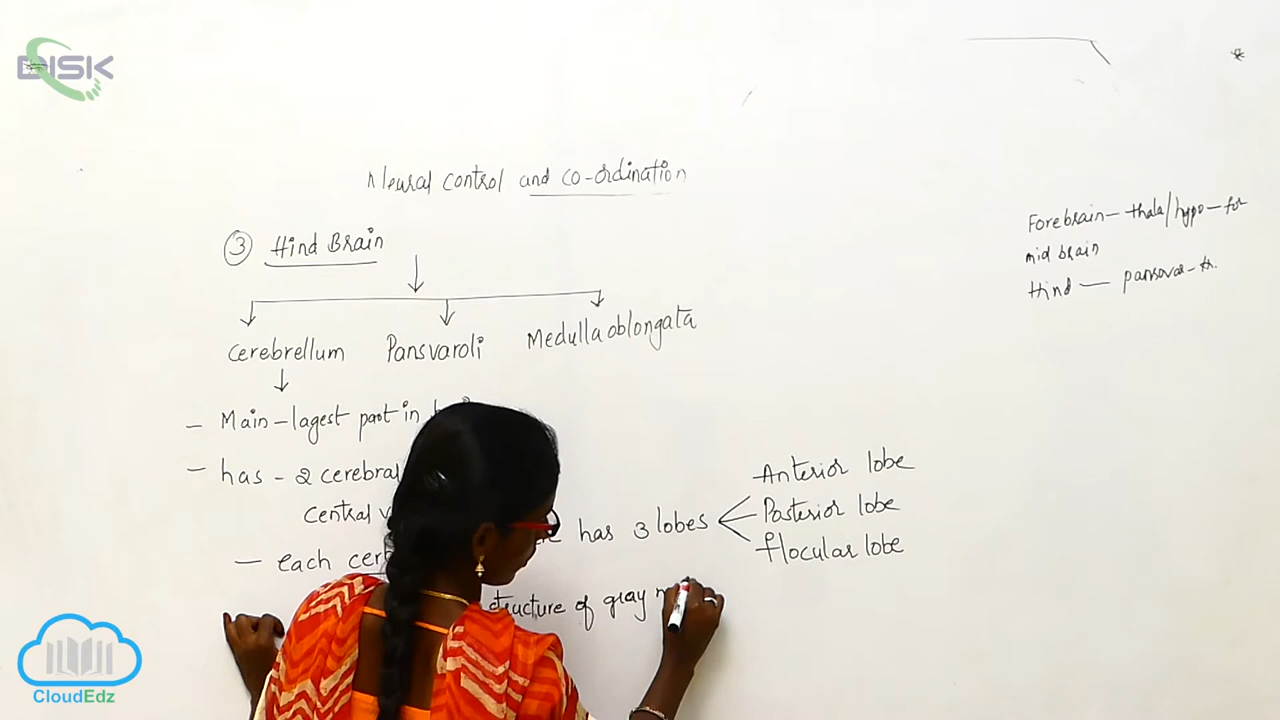 DISK
Neural control and co-ordination
③ Hind Brain
Cerebrellum Pansvaroli Medulla oblongata
- Main - lagest part in
- has - 2 cerebral
central
- each
has 3 lobes
Anterior lobe
Posterior lobe
flocular lobe
structure of gray
Forebrain - thala/hypo - for
mid brain
Hind -
CloudEdz